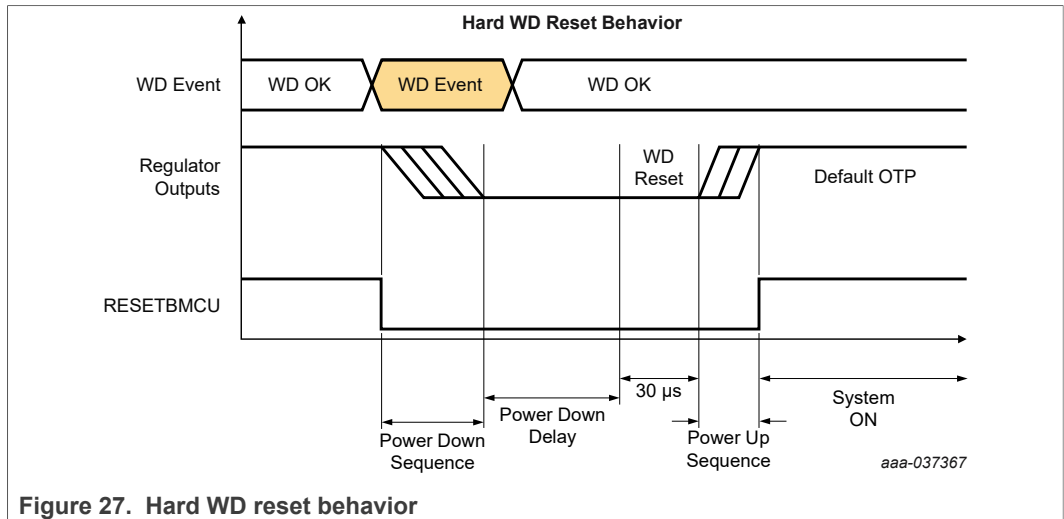 Hard WD Reset Behavior
WD Event
WD OK
WD Event
WD OK
Regulator
Outputs
WD
Reset
Default OTP
RESETBMCU
30 µs
System
ON
Power Down
Delay
Power Down
Sequence
Power Up
Sequence
aaa-037367
Figure 27. Hard WD reset behavior